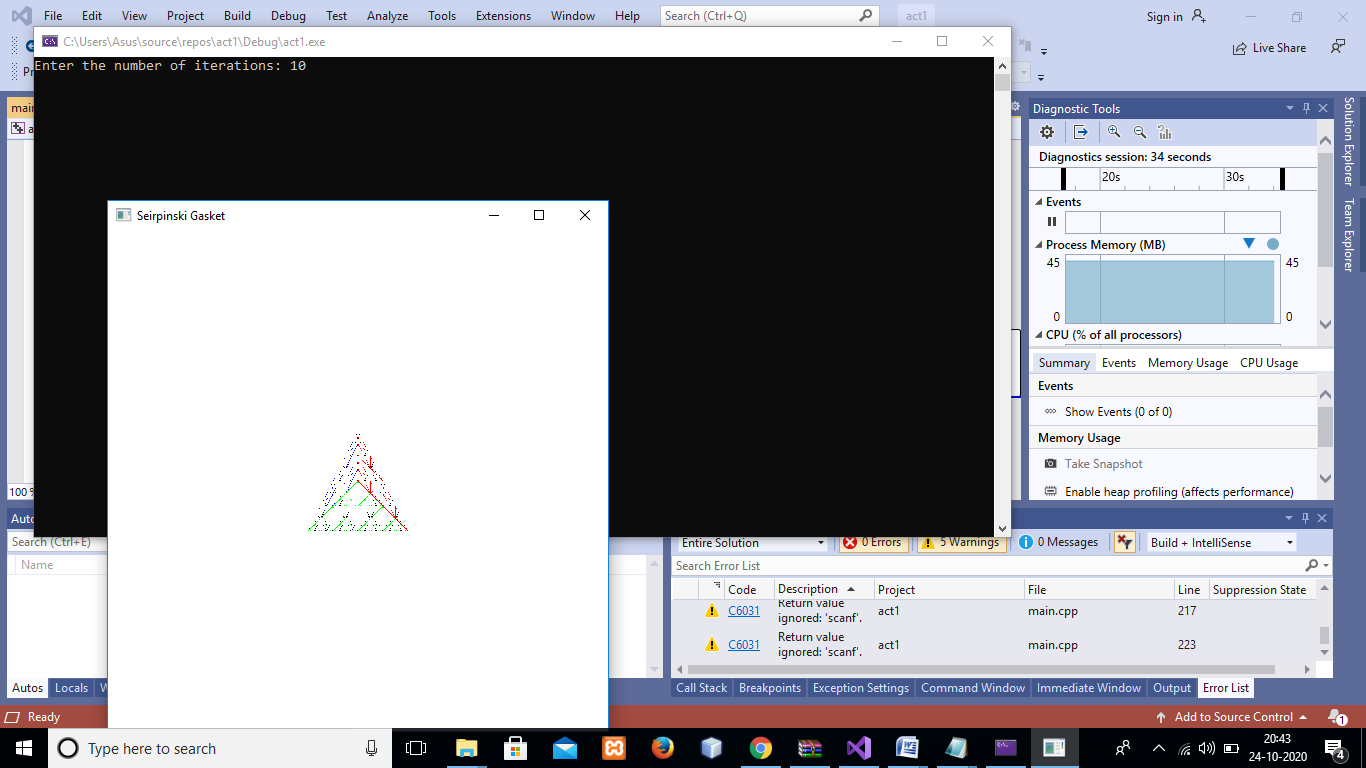 File Edit View Project Build Debug Test Analyze Tools Extensions Window Help Search (Ctrl+Q) act1 Sign in
C:\Users\Asus\source\repos\act1\Debug\act1.exe
Live Share
Enter the number of iterations: 10
Diagnostic Tools
Diagnostics session: 34 seconds
20s 30s
Events
Process Memory (MB)
45 45
0 0
CPU (% of all processors)
Summary Events Memory Usage CPU Usage
Events
Show Events (0 of 0)
Memory Usage
Take Snapshot
Enable heap profiling (affects performance)
Solution Explorer
Team Explorer
Seirpinski Gasket
100 %
Search (Ctrl+E)
Name
Autos Locals
Entire Solution 0 Errors 5 Warnings 0 Messages Build + IntelliSense
Search Error List
Code Description Project File Line Suppression State
C6031 Return value ignored: 'scanf'. act1 main.cpp 217
C6031 Return value ignored: 'scanf'. act1 main.cpp 223
Call Stack Breakpoints Exception Settings Command Window Immediate Window Output Error List
Ready Add to Source Control 1
Type here to search
20:43
24-10-2020
4